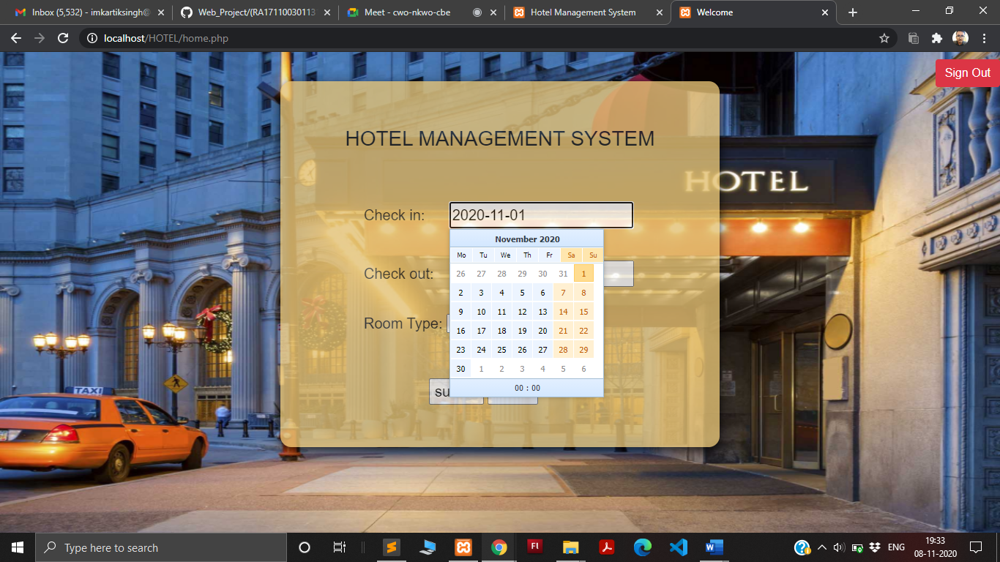 Inbox (5,532) - imkartiksingh@
Web_Project/(RA17110030113
Meet - cwo-nkwo-cbe
Hotel Management System
Welcome
localhost/HOTEL/home.php
Sign Out
HOTEL MANAGEMENT SYSTEM
HOTEL
Check in: 2020-11-01
November 2020
Mo Tu We Th Fr Sa Su
26 27 28 29 30 31 1
Check out:
2 3 4 5 6 7 8
9 10 11 12 13 14 15
Room Type:
16 17 18 19 20 21 22
23 24 25 26 27 28 29
30 1 2 3 4 5 6
00 : 00
su
TAXI
Type here to search
Fl
W
ENG
19:33
08-11-2020